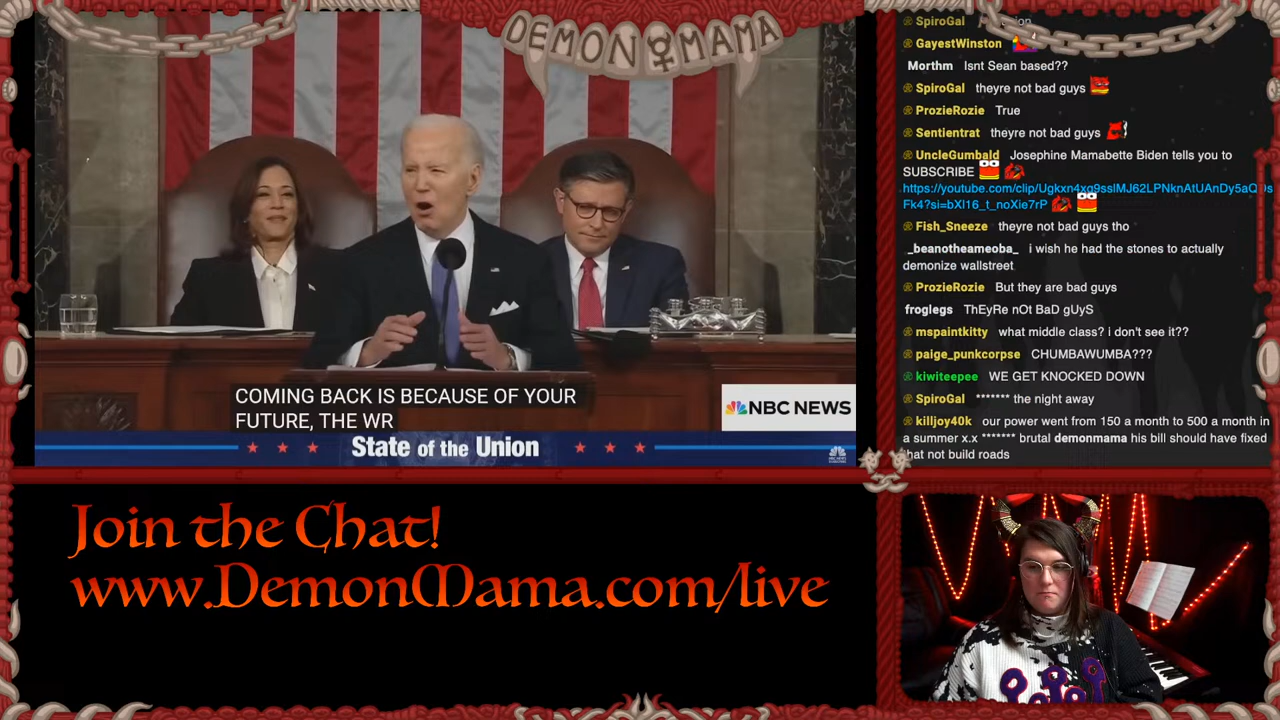 DEMON MAMA
COMING BACK IS BECAUSE OF YOUR
FUTURE, THE WR
NBC NEWS
State of the Union
Join the Chat!
www.DemonMama.com/live
SpiroGal
GayestWinston
Morthm Isnt Sean based??
SpiroGal theyre not bad guys
ProzieRozie True
Sentientrat theyre not bad guys
UncleGumbald Josephine Mamabette Biden tells you to
SUBSCRIBE
Fish_Sneeze theyre not bad guys tho
_beanotheameoba_ i wish he had the stones to actually
demonize wallstreet
ProzieRozie But they are bad guys
froglegs ThEyRe nOt BaD gUyS
mspaintkitty what middle class? i don't see it??
paige_punkcorpse CHUMBAWUMBA???
kiwiteepee WE GET KNOCKED DOWN
SpiroGal ******* the night away
killjoy40k our power went from 150 a month to 500 a month in
a summer x.x ******* brutal demonmama his bill should have fixed
that not build roads